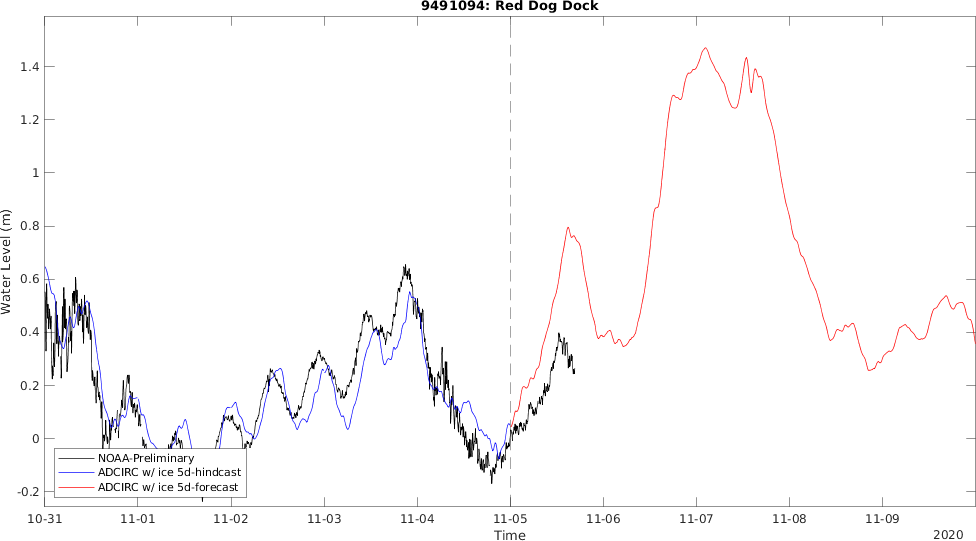 9491094: Red Dog Dock
Water Level (m)
1.4
1.2
1
0.8
0.6
0.4
0.2
0
-0.2
NOAA-Preliminary
ADCIRC w/ ice 5d-hindcast
ADCIRC w/ ice 5d-forecast
10-31 11-01 11-02 11-03 11-04 11-05 11-06 11-07 11-08 11-09
Time
2020